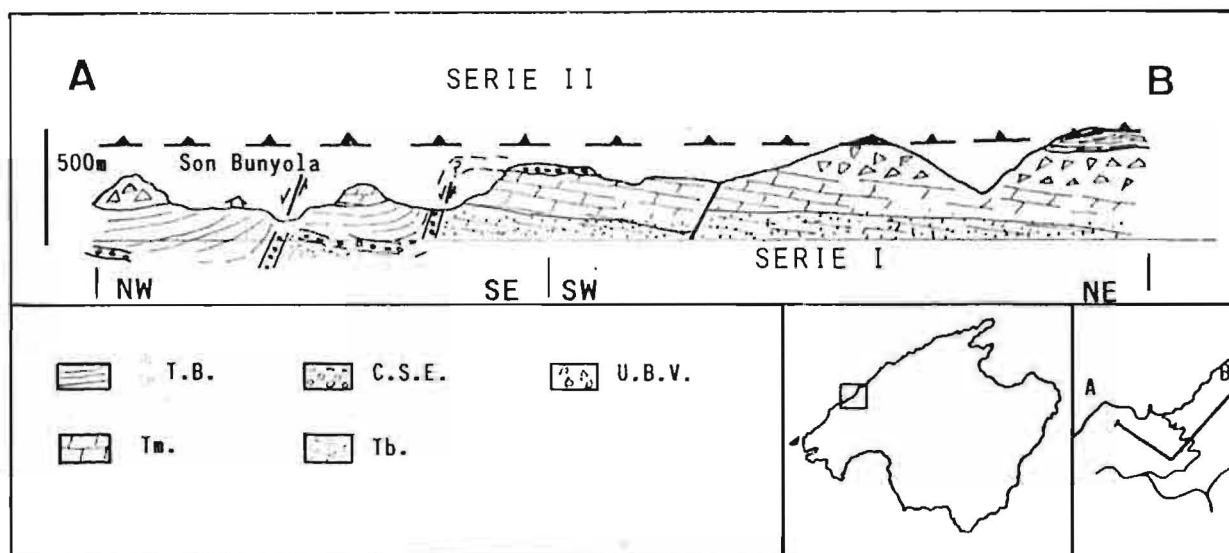 A
SERIE II
B
500m
Son Bunyola
SERIE I
NW
SE
SW
NE
T.B.
C.S.E.
U.B.V.
Tm.
Tb.
A
B